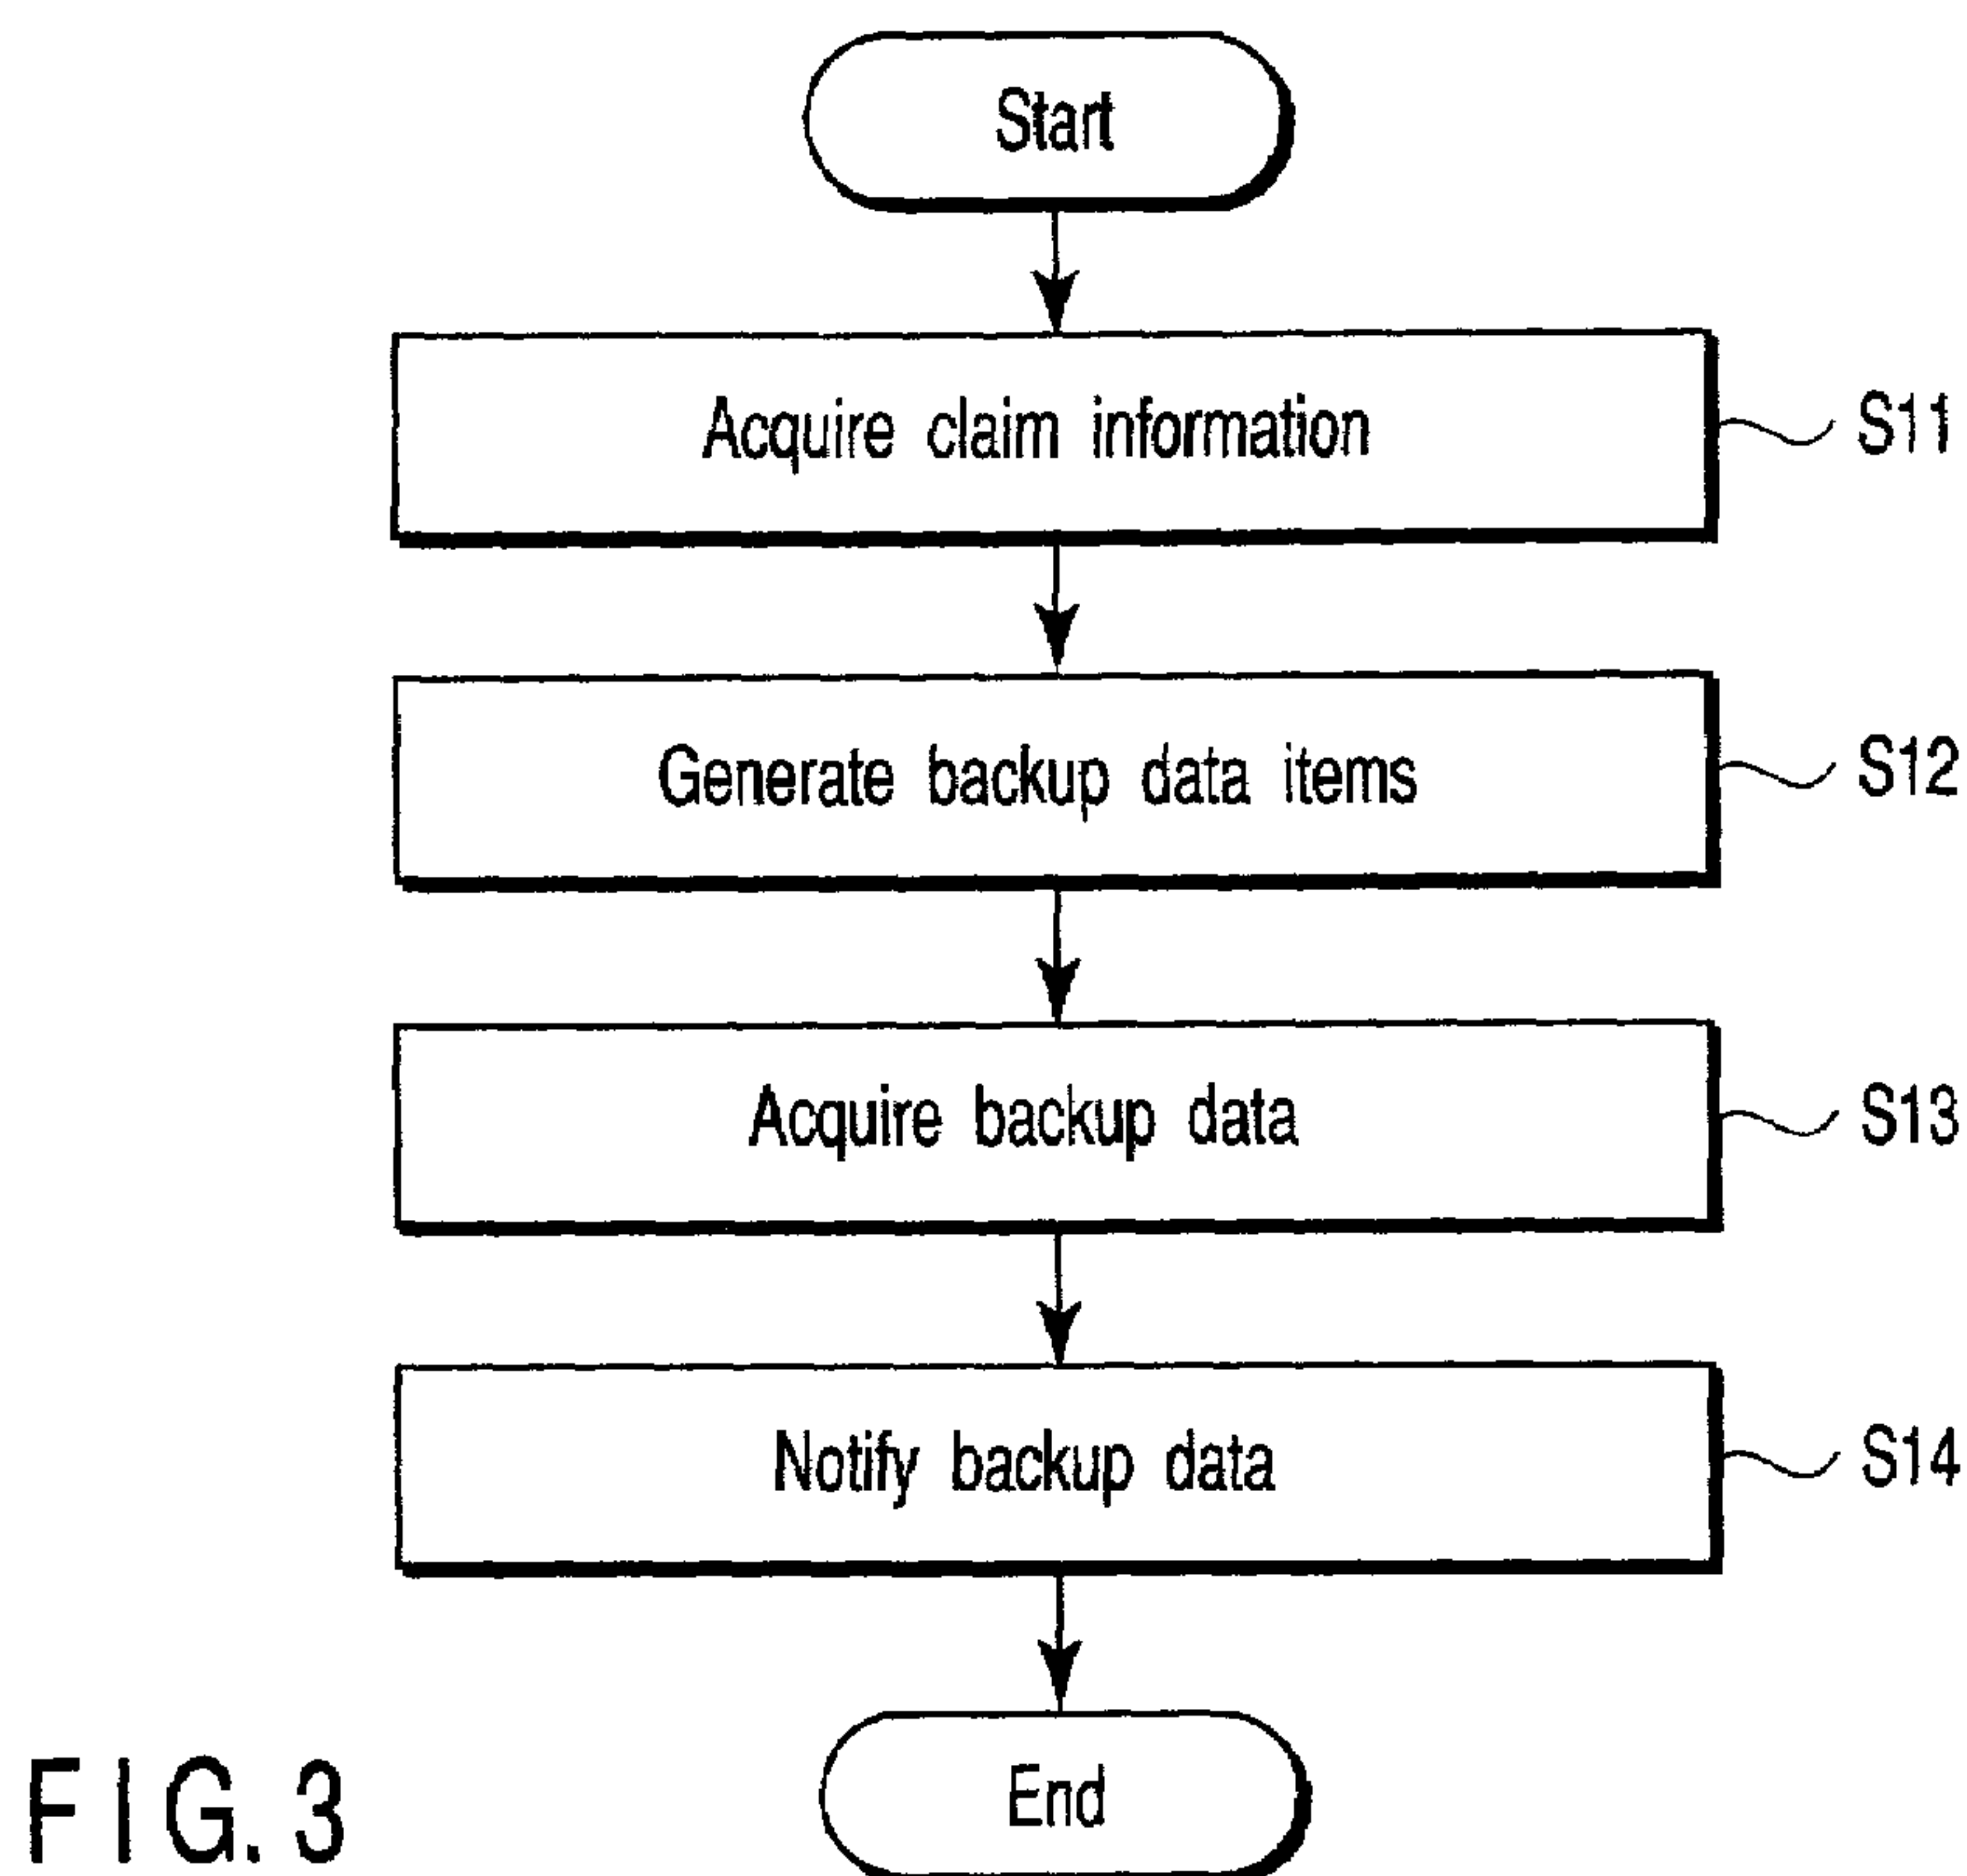 Start
Acquire claim information
S11
Generate backup data items
S12
Acquire backup data
S13
Notify backup data
S14
End
FIG. 3